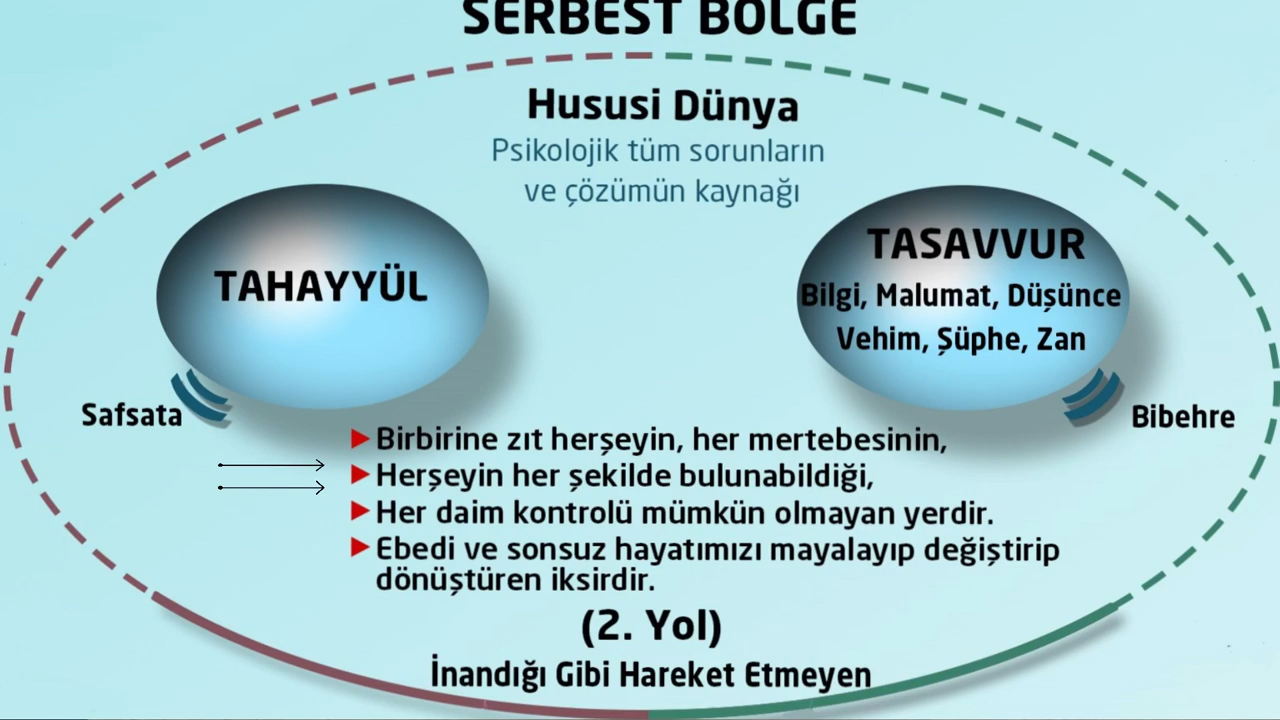 SERBEST BÖLGE
Hususi Dünya
Psikolojik tüm sorunların
ve çözümün kaynağı
TAHAYYÜL
TASAVVUR
Bilgi, Malumat, Düşünce
Vehim, Şüphe, Zan
Safsata
Bibehre
Birbirine zıt herşeyin, her mertebesinin,
Herşeyin her şekilde bulunabildiği,
Her daim kontrolü mümkün olmayan yerdir.
Ebedi ve sonsuz hayatımızı mayalayıp değiştirip
dönüştüren iksirdir.
(2. Yol)
İnandığı Gibi Hareket Etmeyen